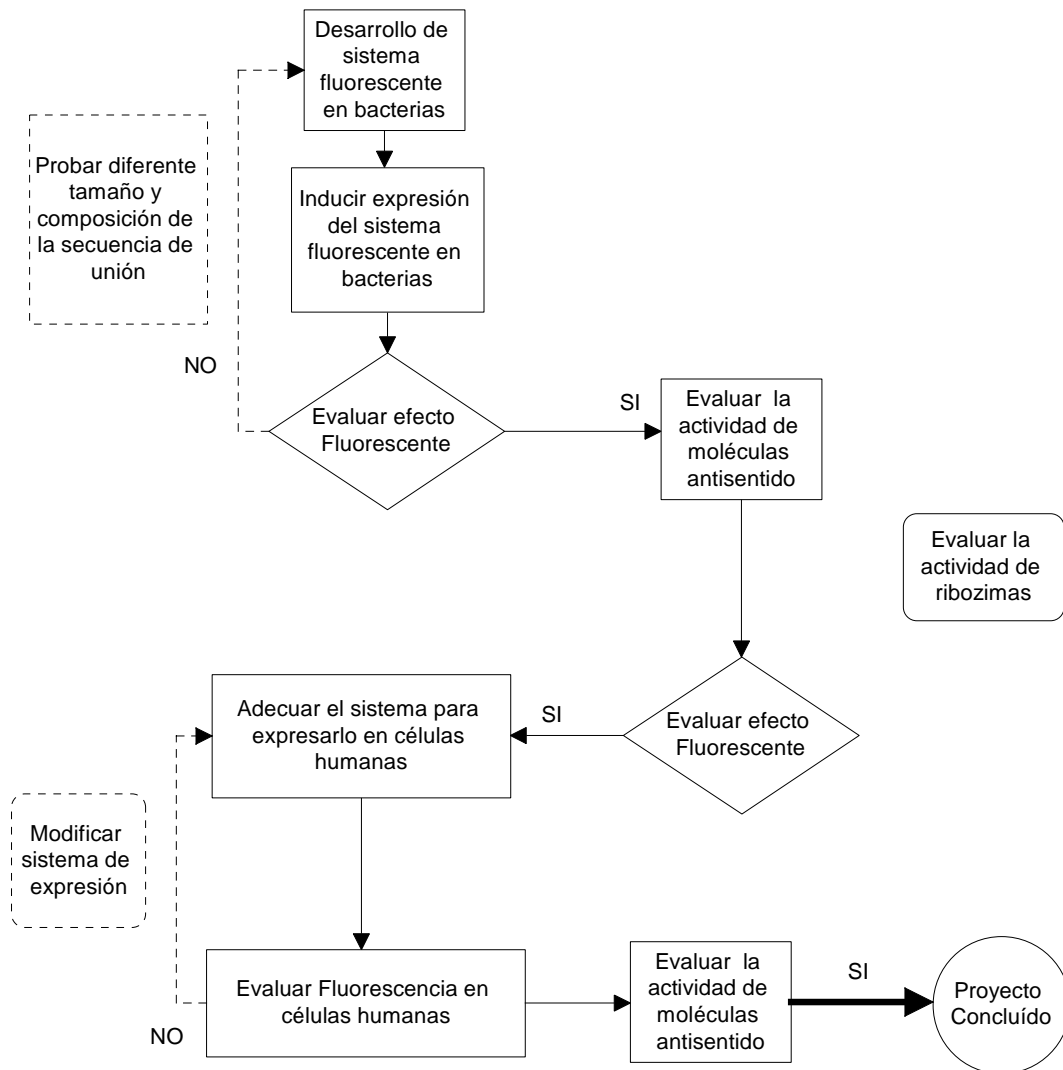 Desarrollo de
sistema
fluorescente
en bacterias
Probar diferente
tamaño y
composición de
la secuencia de
unión
Inducir expresión
del sistema
fluorescente en
bacterias
NO
Evaluar efecto
Fluorescente
SI
Evaluar la
actividad de
moléculas
antisentido
Evaluar la
actividad de
ribozimas
Evaluar efecto
Fluorescente
SI
Adecuar el sistema para
expresarlo en células
humanas
Modificar
sistema de
expresión
Evaluar Fluorescencia en
células humanas
NO
Evaluar la
actividad de
moléculas
antisentido
SI
Proyecto
Concluído